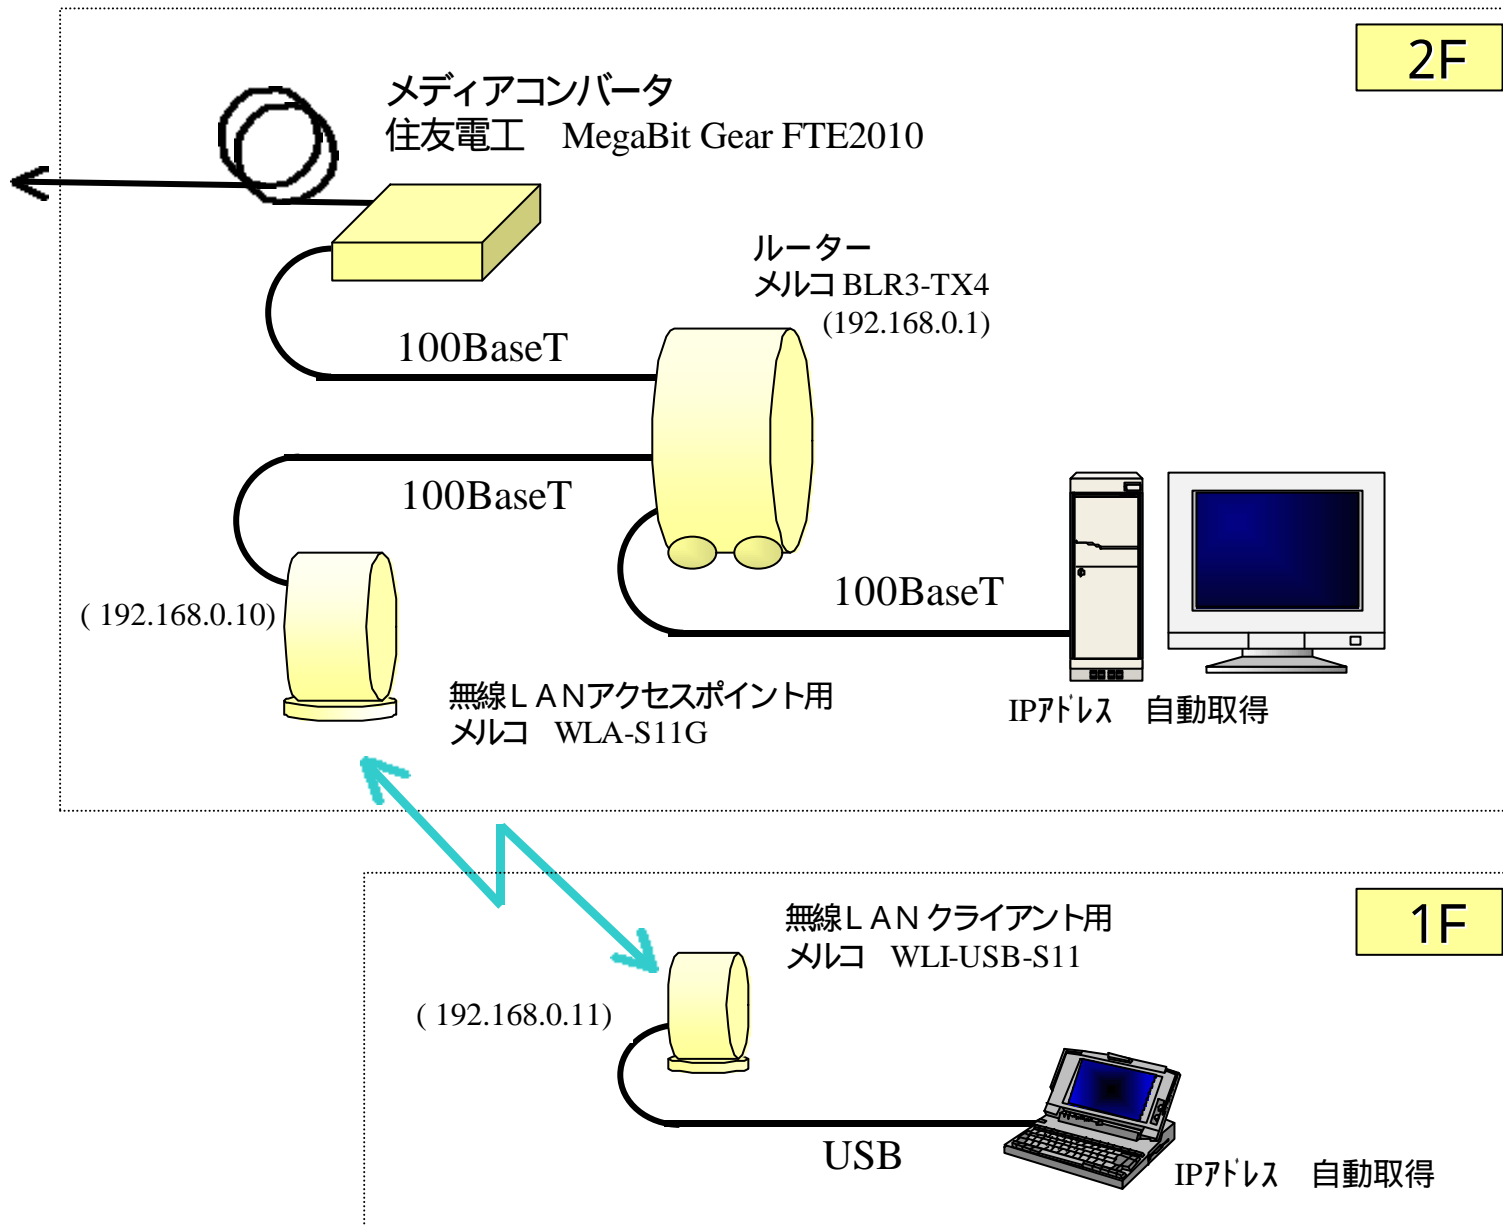 2F
メディアコンバータ
住友電工　MegaBit Gear FTE2010
ルーター
メルコ BLR3-TX4
(192.168.0.1)
100BaseT
100BaseT
100BaseT
( 192.168.0.10)
無線ＬＡＮアクセスポイント用
メルコ　WLA-S11G
IPｱﾄﾞﾚｽ　自動取得
1F
無線ＬＡＮ クライアント用
メルコ　WLI-USB-S11
( 192.168.0.11)
USB
IPｱﾄﾞﾚｽ　自動取得